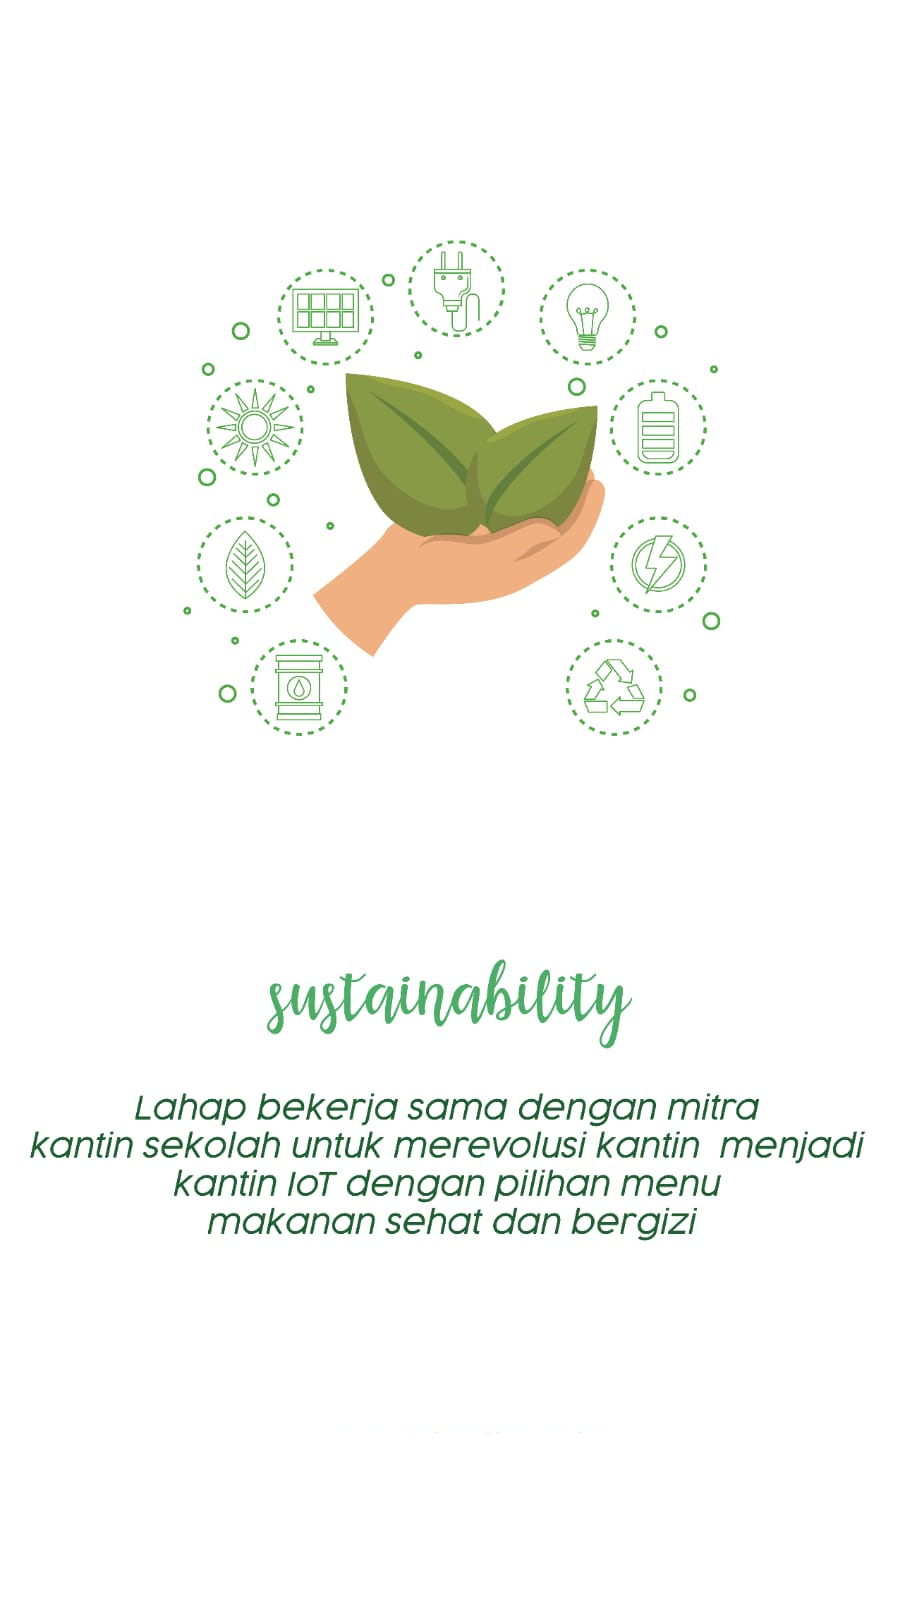 sustainability
Lahap bekerja sama dengan mitra
kantin sekolah untuk merevolusi kantin menjadi
kantin IoT dengan pilihan menu
makanan sehat dan bergizi